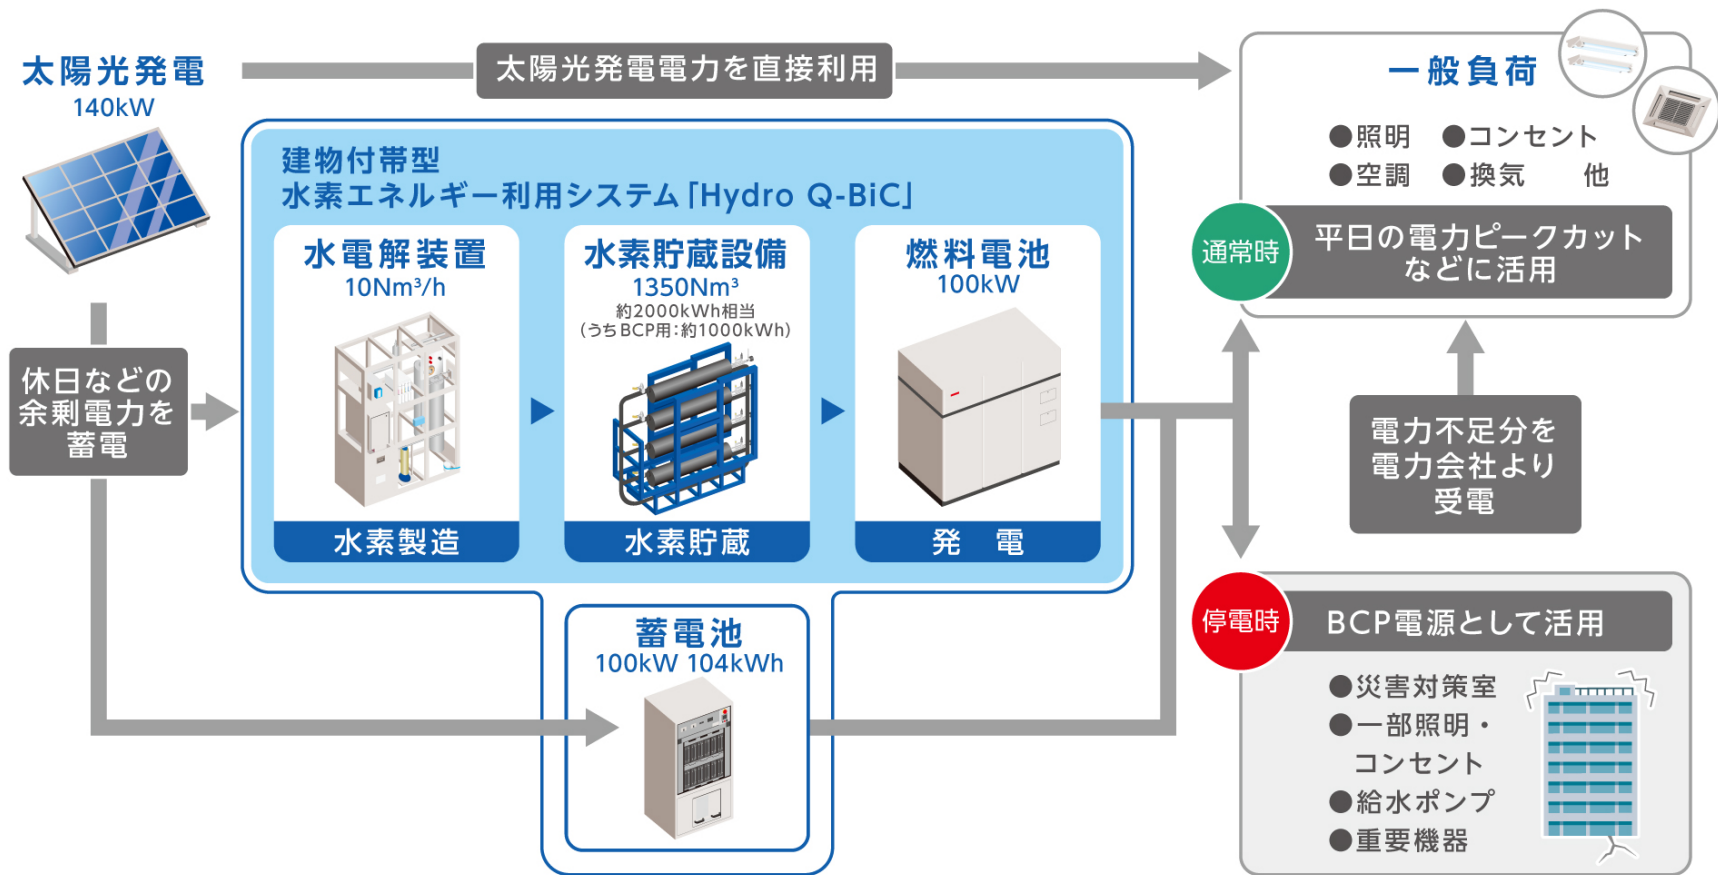 太陽光発電
140kW
太陽光発電電力を直接利用
一般負荷
●照明 ●コンセント
●空調 ●換気 他
通常時
平日の電力ピークカット
などに活用
建物付帯型
水素エネルギー利用システム「Hydro Q-BiC」
水電解装置
10Nm³/h
水素製造
水素貯蔵設備
1350Nm³
約2000kWh相当
(うちBCP用:約1000kWh)
水素貯蔵
燃料電池
100kW
発 電
休日などの
余剰電力を
蓄電
電力不足分を
電力会社より
受電
蓄電池
100kW 104kWh
停電時
BCP電源として活用
●災害対策室
●一部照明・
コンセント
●給水ポンプ
●重要機器